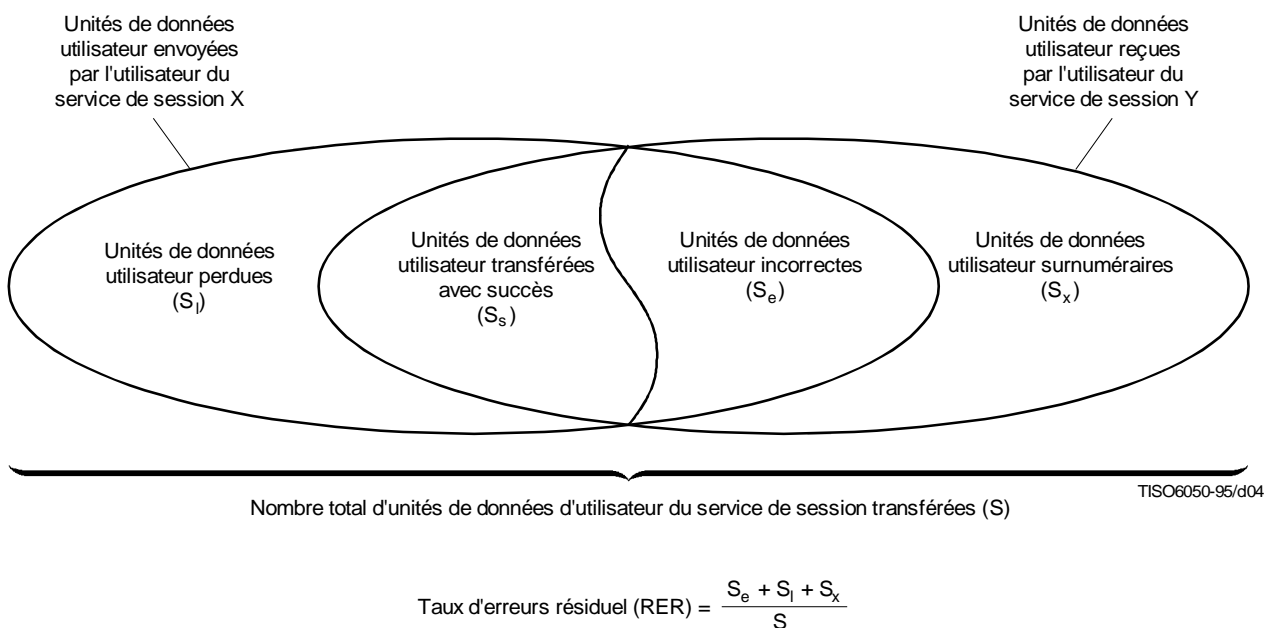 Unités de données
utilisateur envoyées
par l'utilisateur du
service de session X
Unités de données
utilisateur reçues
par l'utilisateur du
service de session Y
Unités de données
utilisateur perdues
(Sl)
Unités de données
utilisateur transférées
avec succès
(Ss)
Unités de données
utilisateur incorrectes
(Se)
Unités de données
utilisateur surnuméraires
(Sx)
TISO6050-95/d04
Nombre total d'unités de données d'utilisateur du service de session transférées (S)
Taux d'erreurs résiduel (RER) = Se + Sl + Sx
S